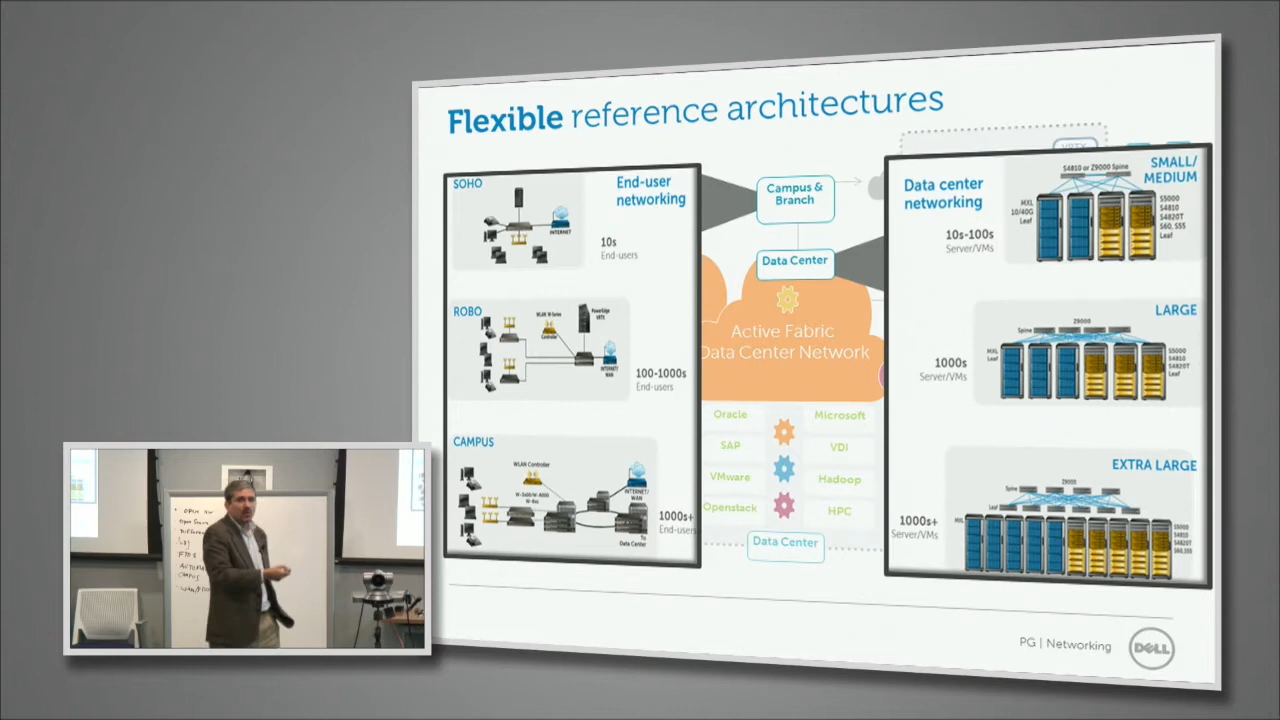 Flexible reference architectures
SOHO
End-user
networking
INTERNET
10s
End-users
ROBO
WLAN W-Series
Controller
PowerEdge
VRTX
INTERNET/
WAN
100-1000s
End-users
CAMPUS
WLAN Controller
INTERNET/
WAN
To
Data Center
1000s+
End-users
Campus &
Branch
Data Center
Active Fabric
Data Center Network
Oracle
Microsoft
SAP
VDI
VMware
Hadoop
Openstack
HPC
Data Center
VRTX
Data center
networking
SMALL/
MEDIUM
S4810 or Z9000 Spine
MXL
10/40G
Leaf
S5000
S4810
S4820T
S60, S55
Leaf
10s-100s
Server/VMs
LARGE
Z9000
Spine
MXL
Leaf
S5000
S4810
S4820T
Leaf
1000s
Server/VMs
EXTRA LARGE
Z9000
Spine
Leaf
MXL
S5000
S4810
S4820T
S60,S55
1000s+
Server/VMs
PG | Networking
DELL
OPEN NW